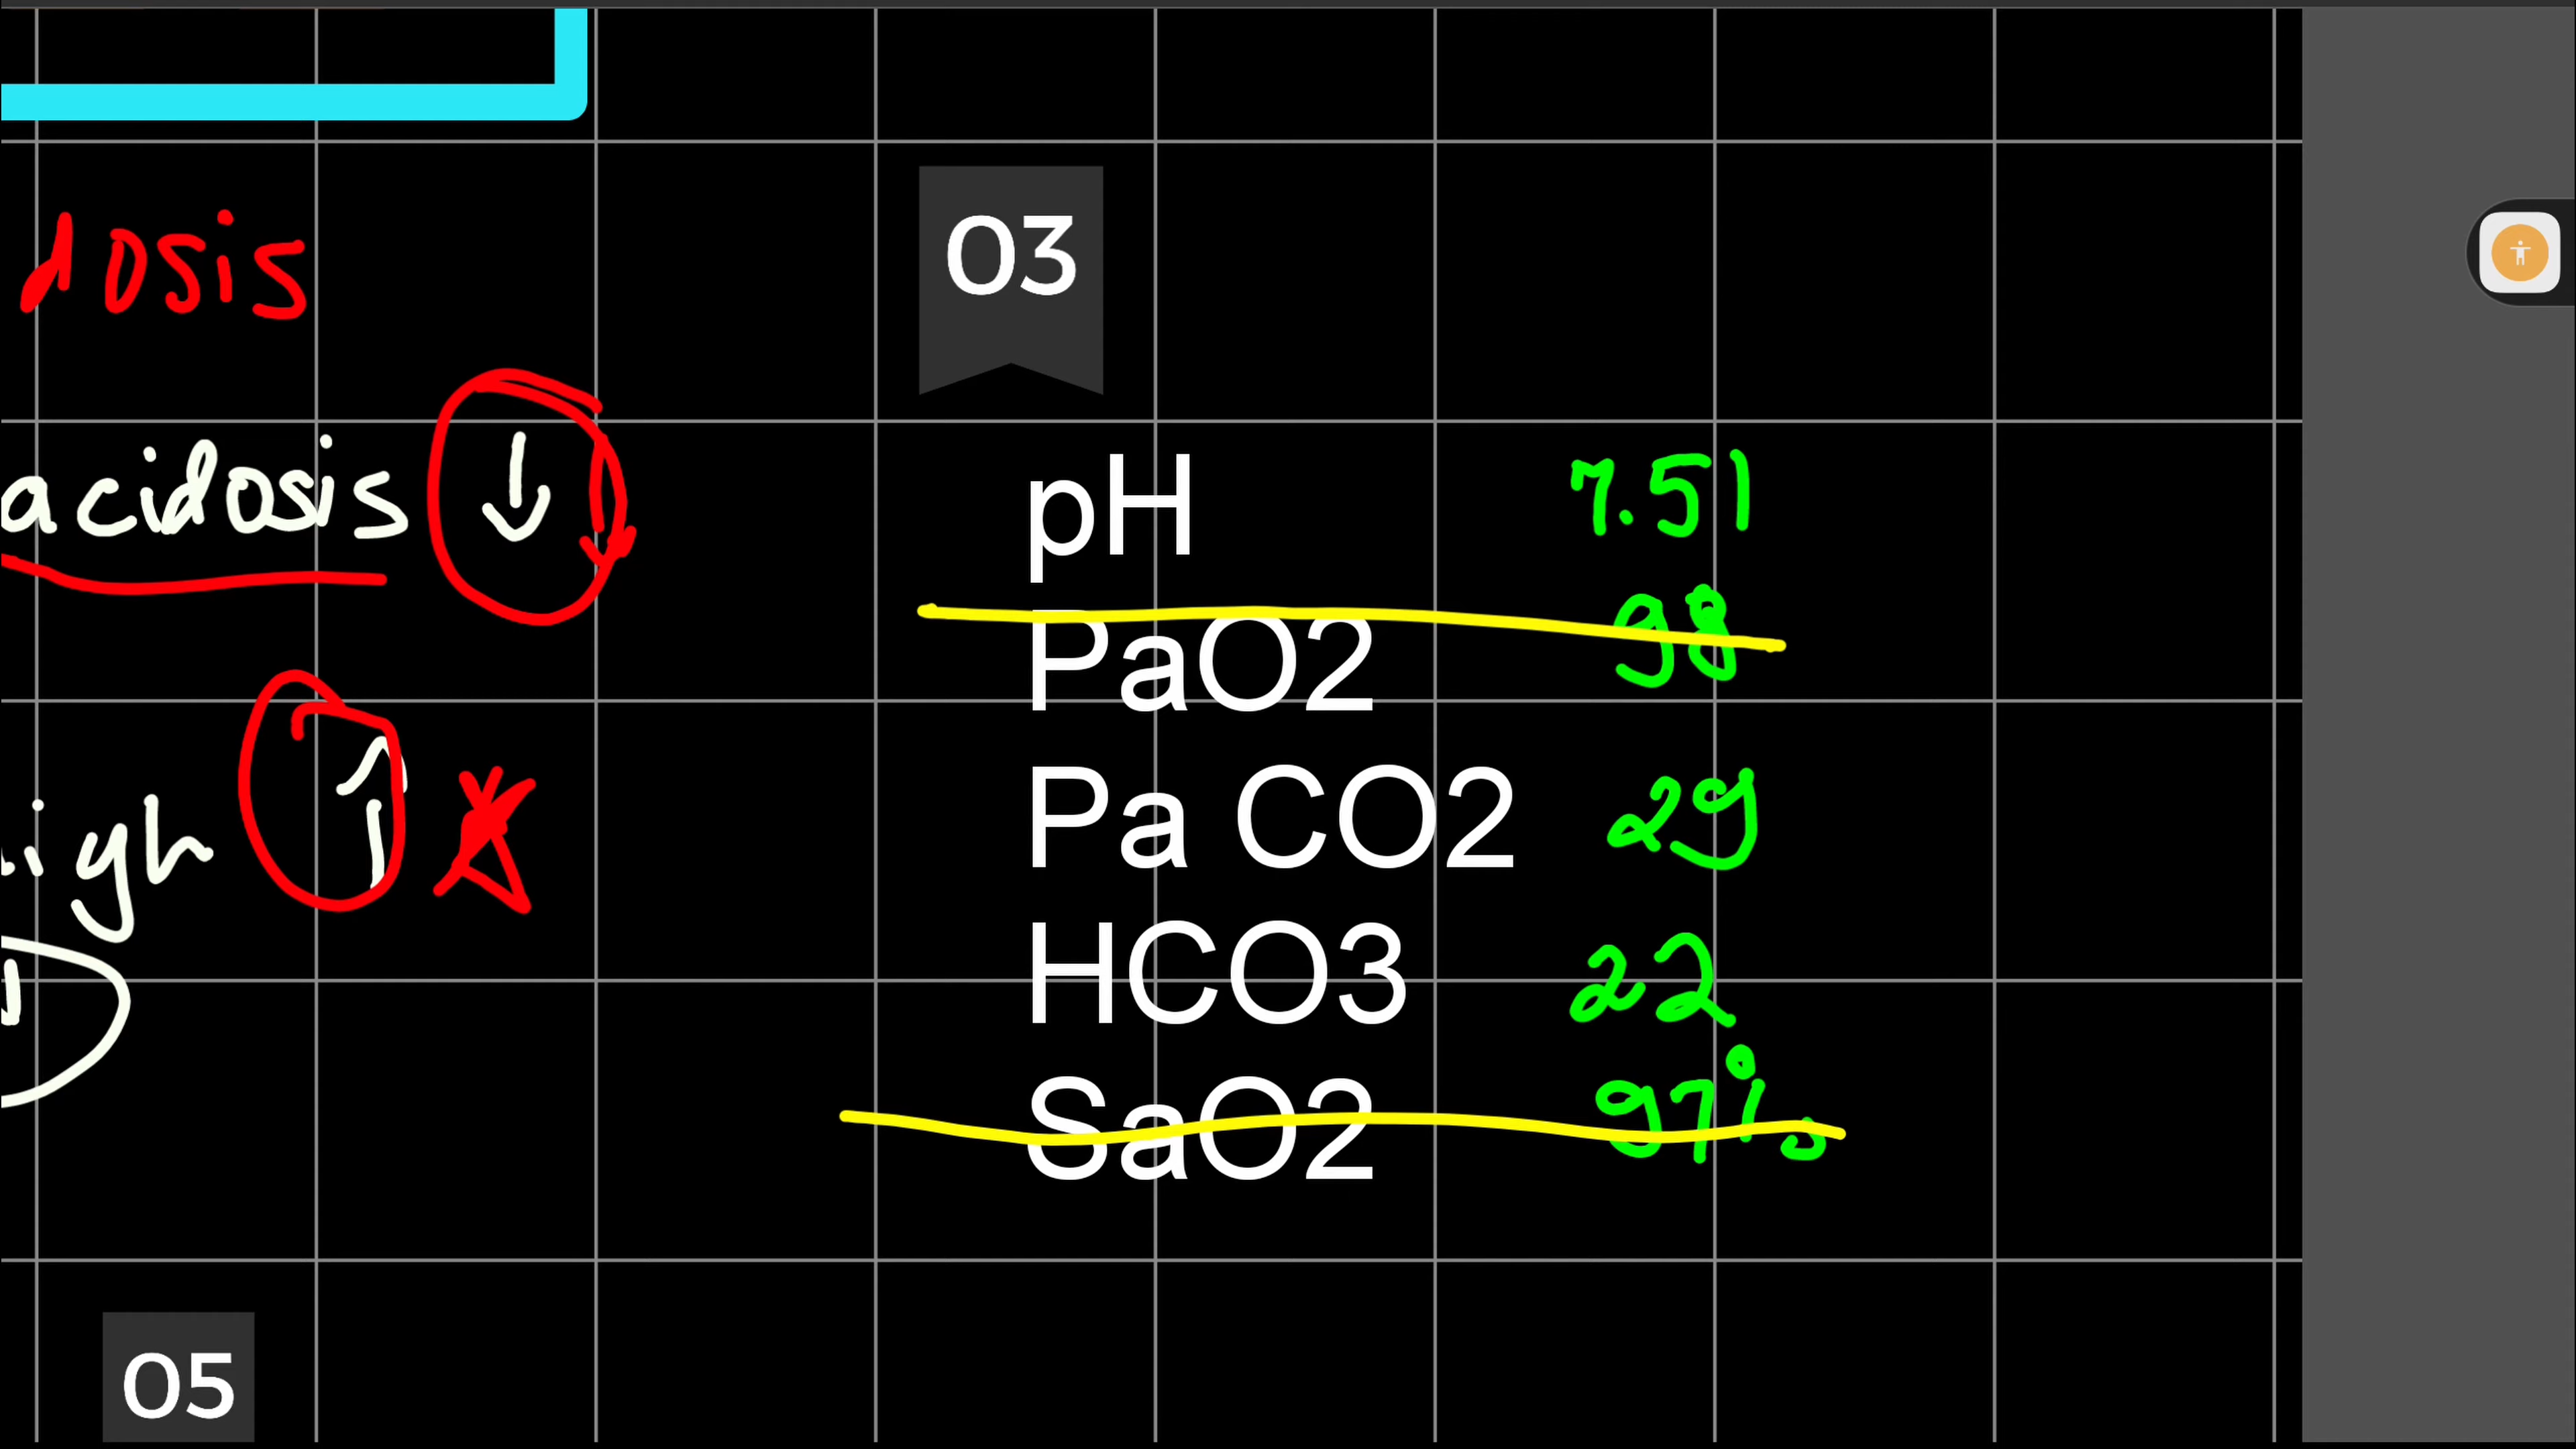 dosis
acidosis ↓
igh ↑
03
pH 7.51
PaO2 98
Pa CO2 29
HCO3 22
SaO2 97%
05